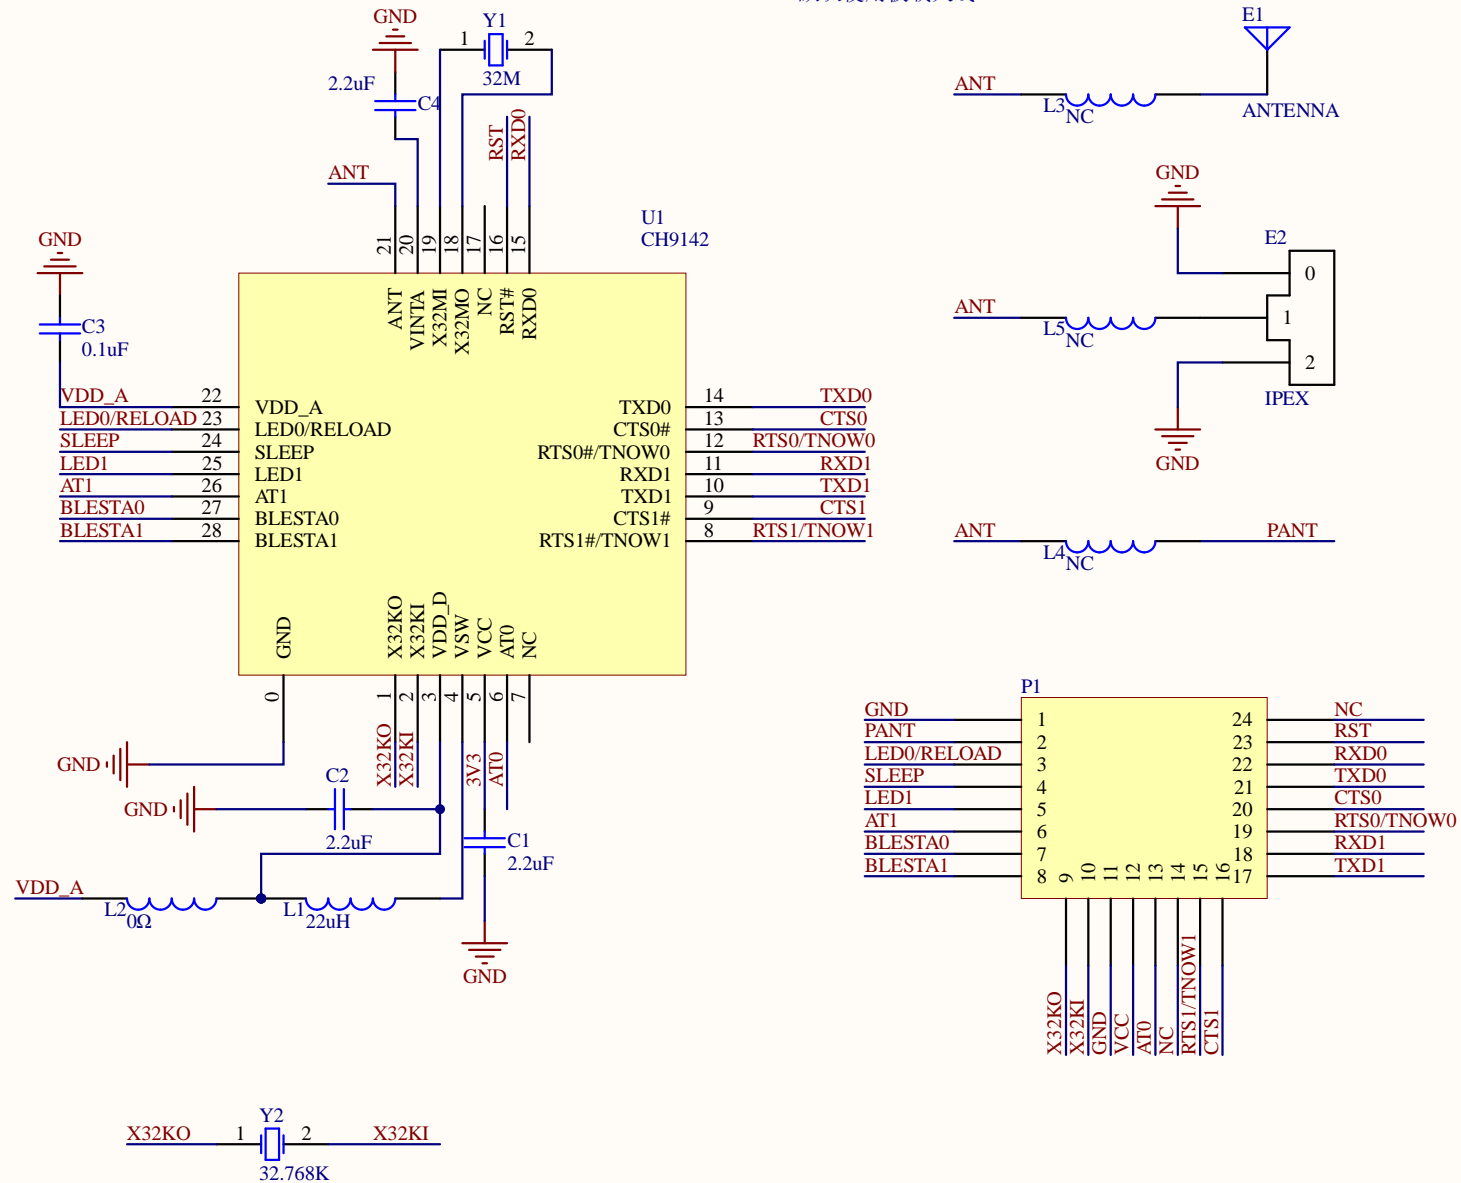 GND
Y1
E1
1
2
2.2uF
C4
32M
ANT
L3
NC
ANTENNA
RST
RXD0
ANT
GND
U1
CH9142
GND
E2
21
20
19
18
17
16
15
0
ANT
VINTA
X32MI
X32MO
NC
RST#
RXD0
ANT
1
C3
0.1uF
L5
NC
2
IPEX
GND
VDD_A
22
VDD_A
LED0/RELOAD
23
LED0/RELOAD
SLEEP
24
SLEEP
LED1
25
LED1
AT1
26
AT1
BLESTA0
27
BLESTA0
BLESTA1
28
BLESTA1
TXD0
14
TXD0
CTS0#
13
CTS0
RTS0#/TNOW0
12
RTS0/TNOW0
RXD1
11
RXD1
TXD1
10
TXD1
CTS1#
9
CTS1
RTS1#/TNOW1
8
RTS1/TNOW1
ANT
L4
NC
PANT
GND
X32KO
X32KI
VDD_D
VSW
VCC
AT0
NC
0
1
2
3
4
5
6
7
X32KO
X32KI
3V3
AT0
GND
C2
GND
2.2uF
C1
2.2uF
VDD_A
L2
0Ω
L1
22uH
GND
P1
GND
1
PANT
2
LED0/RELOAD
3
SLEEP
4
LED1
5
AT1
6
BLESTA0
7
BLESTA1
8
24
NC
23
RST
22
RXD0
21
TXD0
20
CTS0
19
RTS0/TNOW0
18
RXD1
17
TXD1
9
10
11
12
13
14
15
16
X32KO
X32KI
GND
VCC
AT0
NC
RTS1/TNOW1
CTS1
Y2
X32KO
1
2
X32KI
32.768K